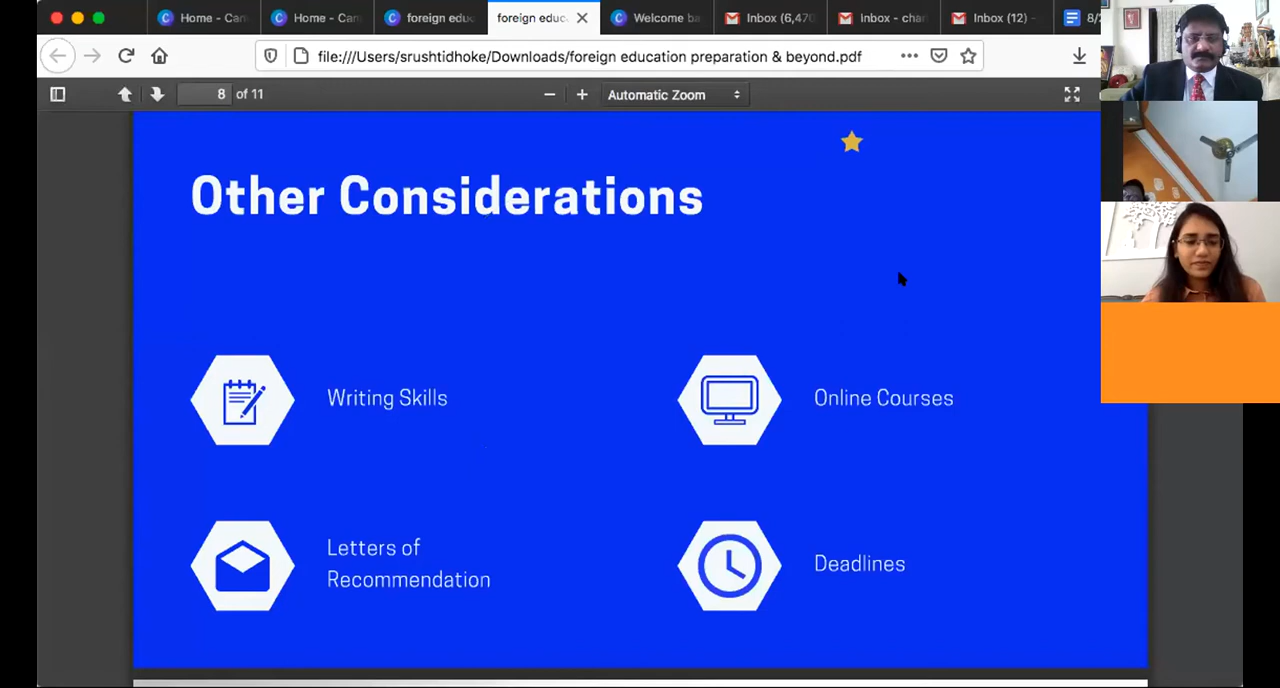 Home - Can
Home - Can
foreign edu
foreign educ
Welcome ba
Inbox (6,47
Inbox - char
Inbox (12) -
8/
file:///Users/srushtidhoke/Downloads/foreign education preparation & beyond.pdf
8 of 11
Automatic Zoom
Other Considerations
Writing Skills
Online Courses
Letters of
Recommendation
Deadlines